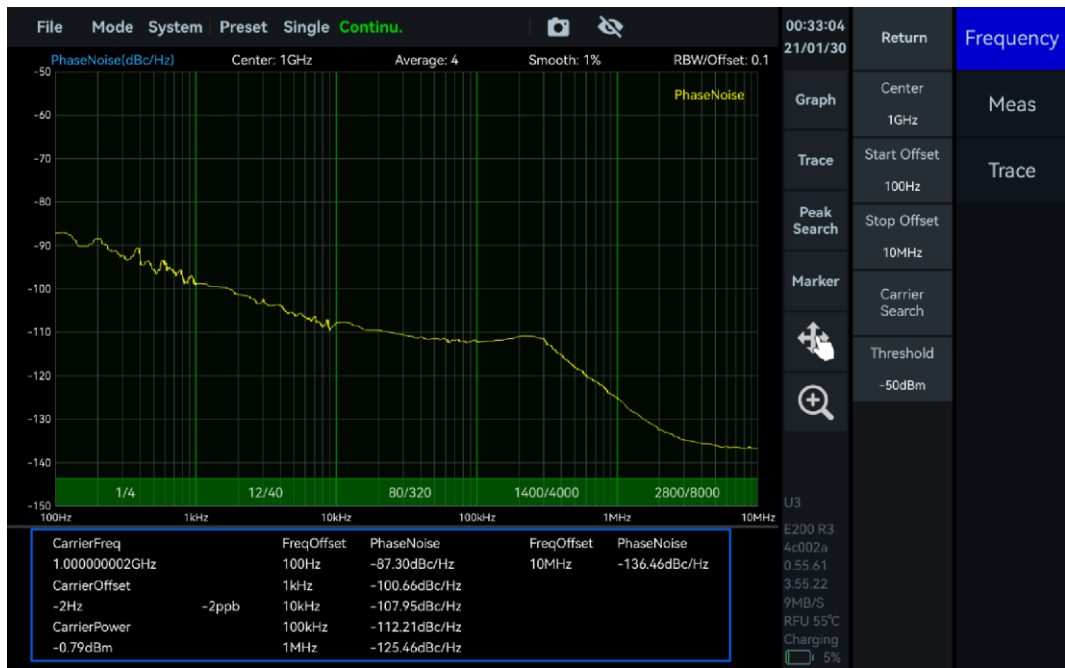 File Mode System Preset Single Continu.
PhaseNoise(dBc/Hz) Center: 1GHz Average: 4 Smooth: 1% RBW/Offset: 0.1
PhaseNoise
-50
-60
-70
-80
-90
-100
-110
-120
-130
-140
-150
1/4 12/40 80/320 1400/4000 2800/8000
100Hz 1kHz 10kHz 100kHz 1MHz 10MHz
CarrierFreq FreqOffset PhaseNoise FreqOffset PhaseNoise
1.000000002GHz 100Hz -87.30dBc/Hz 10MHz -136.46dBc/Hz
CarrierOffset 1kHz -100.66dBc/Hz
-2Hz -2ppb 10kHz -107.95dBc/Hz
CarrierPower 100kHz -112.21dBc/Hz
-0.79dBm 1MHz -125.46dBc/Hz
00:33:04
21/01/30
Graph
Trace
Peak
Search
Marker
U3
E200 R3
4c002a
0.55.61
3.55.22
9MB/S
RFU 55℃
Charging
5%
Return
Center
1GHz
Start Offset
100Hz
Stop Offset
10MHz
Carrier
Search
Threshold
-50dBm
Frequency
Meas
Trace